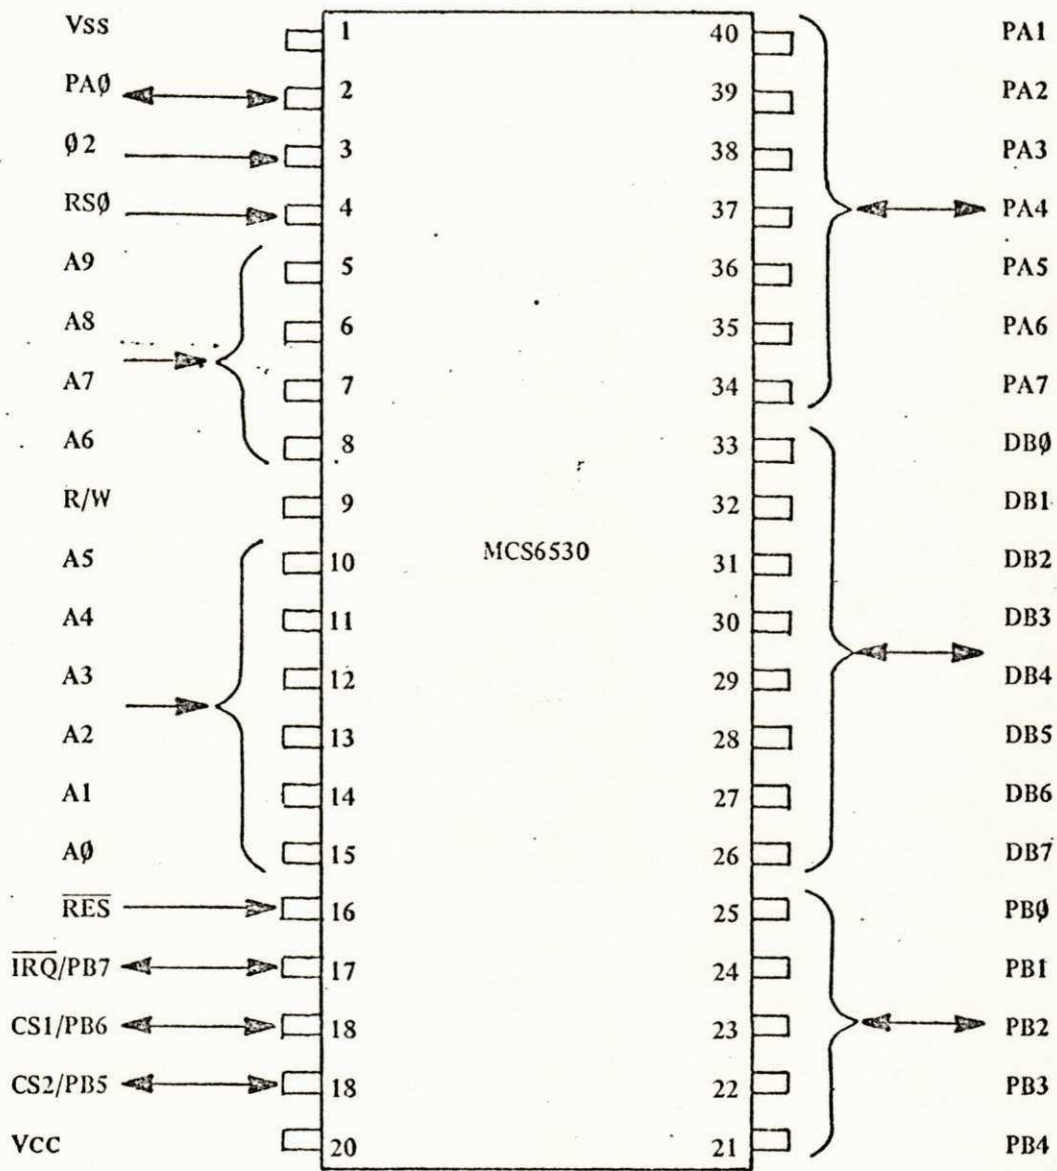 Vss 1 40 PA1
PAØ 2 39 PA2
Ø2 3 38 PA3
RSØ 4 37 PA4
A9 5 36 PA5
A8 6 35 PA6
A7 7 34 PA7
A6 8 33 DBØ
R/W 9 32 DB1
A5 10 31 DB2
MCS6530
A4 11 30 DB3
A3 12 29 DB4
A2 13 28 DB5
A1 14 27 DB6
AØ 15 26 DB7
RES 16 25 PBØ
IRQ/PB7 17 24 PB1
CS1/PB6 18 23 PB2
CS2/PB5 18 22 PB3
VCC 20 21 PB4